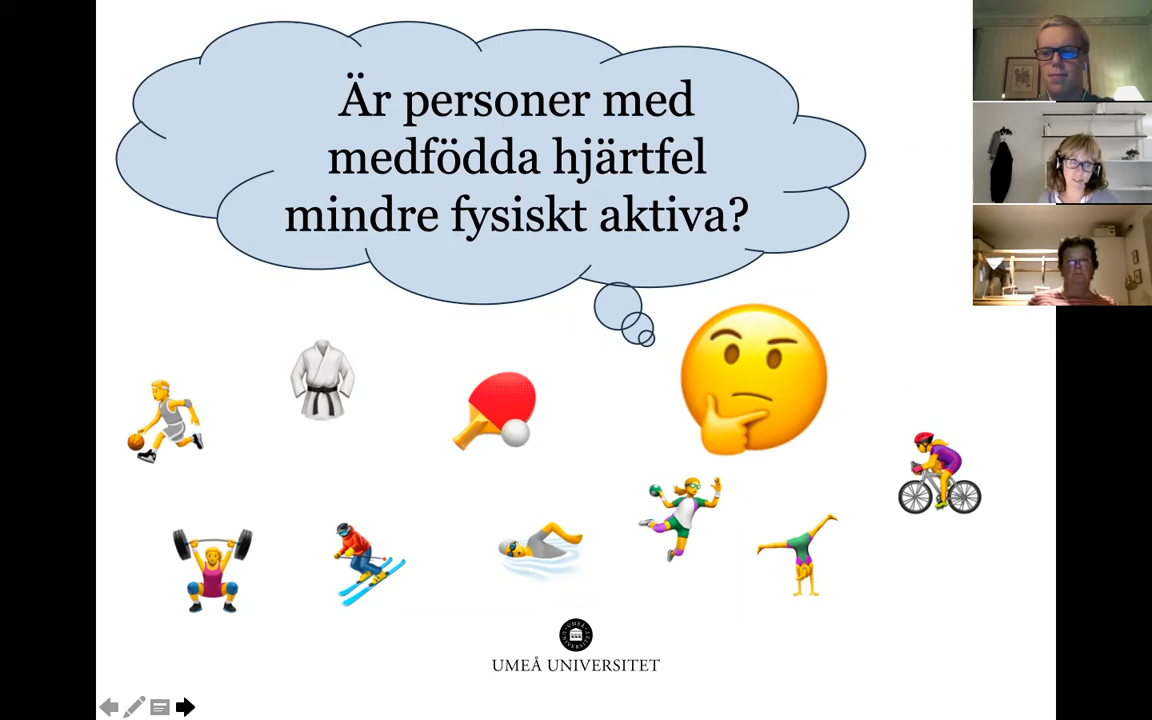 Är personer med
medfödda hjärtfel
mindre fysiskt aktiva?
UMEÅ UNIVERSITET